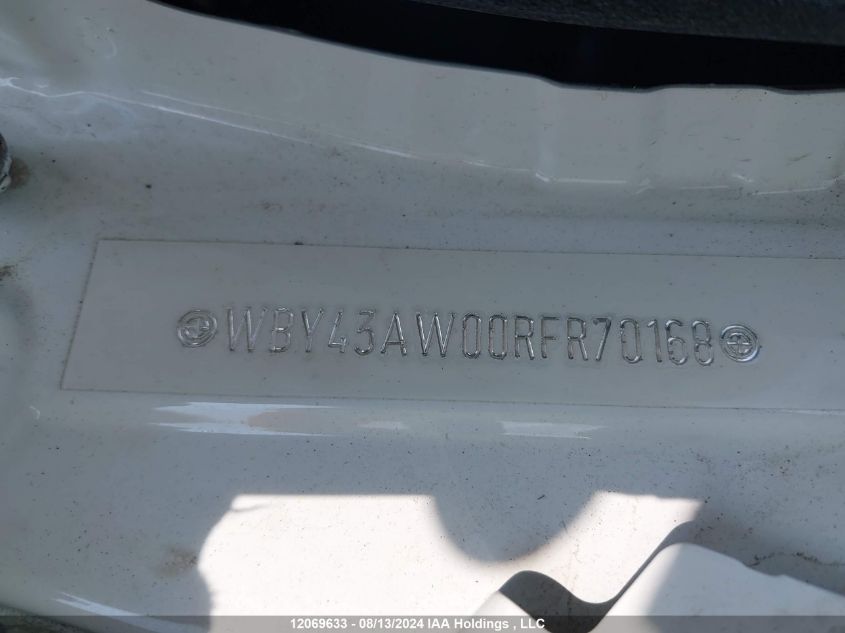 WBY43AW00RFR70168
12069633 - 08/13/2024 IAA Holdings , LLC